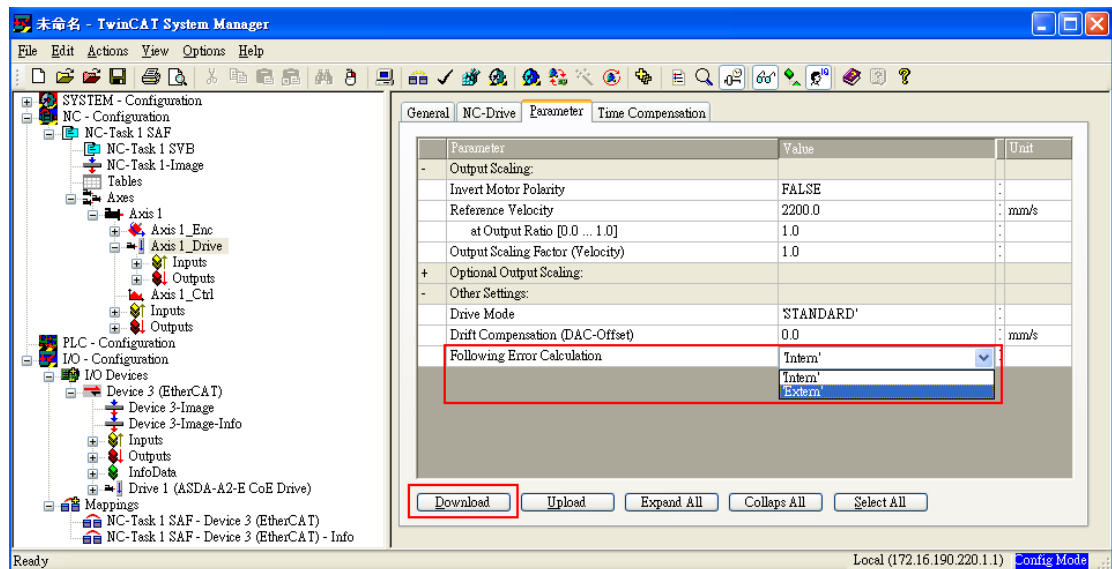 未命名 - TwinCAT System Manager
File Edit Actions View Options Help
SYSTEM - Configuration
NC - Configuration
NC-Task 1 SAF
NC-Task 1 SVB
NC-Task 1-Image
Tables
Axes
Axis 1
Axis 1_Enc
Axis 1_Drive
Inputs
Outputs
Axis 1_Ctrl
Inputs
Outputs
PLC - Configuration
I/O - Configuration
I/O Devices
Device 3 (EtherCAT)
Device 3-Image
Device 3-Image-Info
Inputs
Outputs
InfoData
Drive 1 (ASDA-A2-E CoE Drive)
Mappings
NC-Task 1 SAF - Device 3 (EtherCAT)
NC-Task 1 SAF - Device 3 (EtherCAT) - Info
General NC-Drive Parameter Time Compensation
Parameter Value Unit
- Output Scaling:
Invert Motor Polarity FALSE
Reference Velocity 2200.0 mm/s
at Output Ratio [0.0 ... 1.0] 1.0
Output Scaling Factor (Velocity) 1.0
+ Optional Output Scaling:
- Other Settings:
Drive Mode 'STANDARD'
Drift Compensation (DAC-Offset) 0.0 mm/s
Following Error Calculation 'Intern'
'Intern'
'Extern'
Download Upload Expand All Collaps All Select All
Ready Local (172.16.190.220.1.1) Config Mode